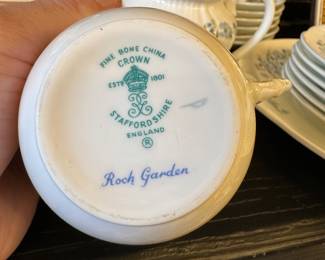 FINE BONE CHINA
CROWN
ESTD 1801
STAFFORDSHIRE
ENGLAND
®
Rock Garden